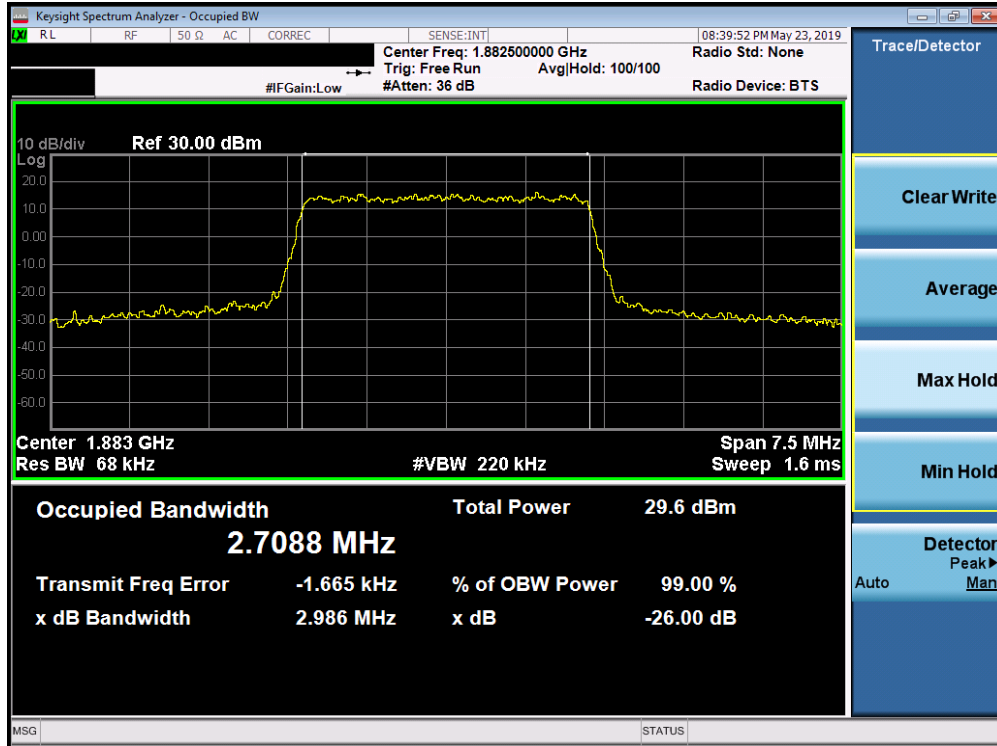 Keysight Spectrum Analyzer - Occupied BW
LXI RL RF 50 Ω AC CORREC SENSE:INT 08:39:52 PM May 23, 2019
Center Freq: 1.882500000 GHz Radio Std: None
Trig: Free Run Avg|Hold: 100/100
#IFGain:Low #Atten: 36 dB Radio Device: BTS
10 dB/div Ref 30.00 dBm
Log
20.0
10.0
0.00
-10.0
-20.0
-30.0
-40.0
-50.0
-60.0
Center 1.883 GHz Span 7.5 MHz
Res BW 68 kHz #VBW 220 kHz Sweep 1.6 ms
Occupied Bandwidth Total Power 29.6 dBm
2.7088 MHz
Transmit Freq Error -1.665 kHz % of OBW Power 99.00 %
x dB Bandwidth 2.986 MHz x dB -26.00 dB
MSG STATUS
Trace/Detector
Clear Write
Average
Max Hold
Min Hold
Detector
Peak▶
Auto Man